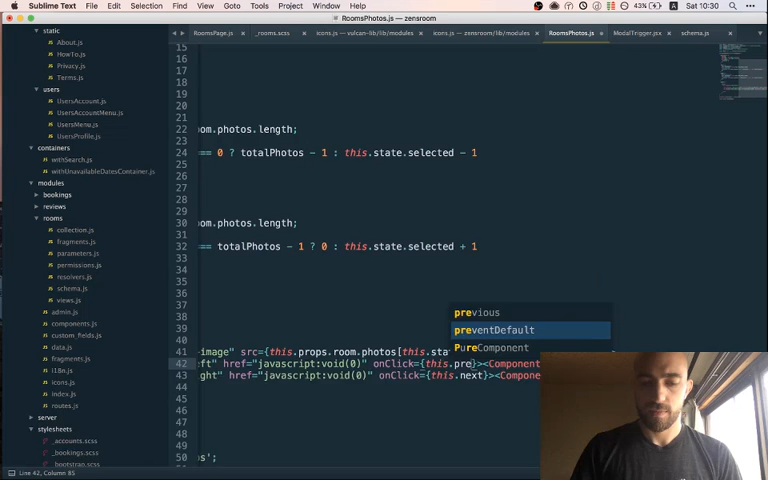 Sublime Text File Edit Selection Find View Goto Tools Project Window Help 43% Sat 10:30
RoomsPhotos.js — zensroom
RoomsPage.js _rooms.scss icons.js — vulcan-lib/lib/modules icons.js — zensroom/lib/modules RoomsPhotos.js ModalTrigger.jsx schema.js
static
About.js
HowTo.js
Privacy.js
Terms.js
users
UsersAccount.js
UsersAccountMenu.js
UsersMenu.js
UsersProfile.js
containers
withSearch.js
withUnavailableDatesContainer.js
modules
bookings
reviews
rooms
collection.js
fragments.js
parameters.js
permissions.js
resolvers.js
schema.js
views.js
admin.js
components.js
custom_fields.js
data.js
fragments.js
i18n.js
icons.js
index.js
routes.js
server
stylesheets
_accounts.scss
_bookings.scss
_bootstrap.scss
15
16
17
18
19
20
21
22 om.photos.length;
23
24 === 0 ? totalPhotos - 1 : this.state.selected - 1
25
26
27
28
29
30 om.photos.length;
31
32 === totalPhotos - 1 ? 0 : this.state.selected + 1
33
34
35
36
37
38
39
40
previous
preventDefault
PureComponent
41 -image" src={this.props.room.photos[this.sta
42 ft" href="javascript:void(0)" onClick={this.pre}><Component
43 ght" href="javascript:void(0)" onClick={this.next}><Compo
44
45
46
47
48
49
50 s';
Line 42, Column 85